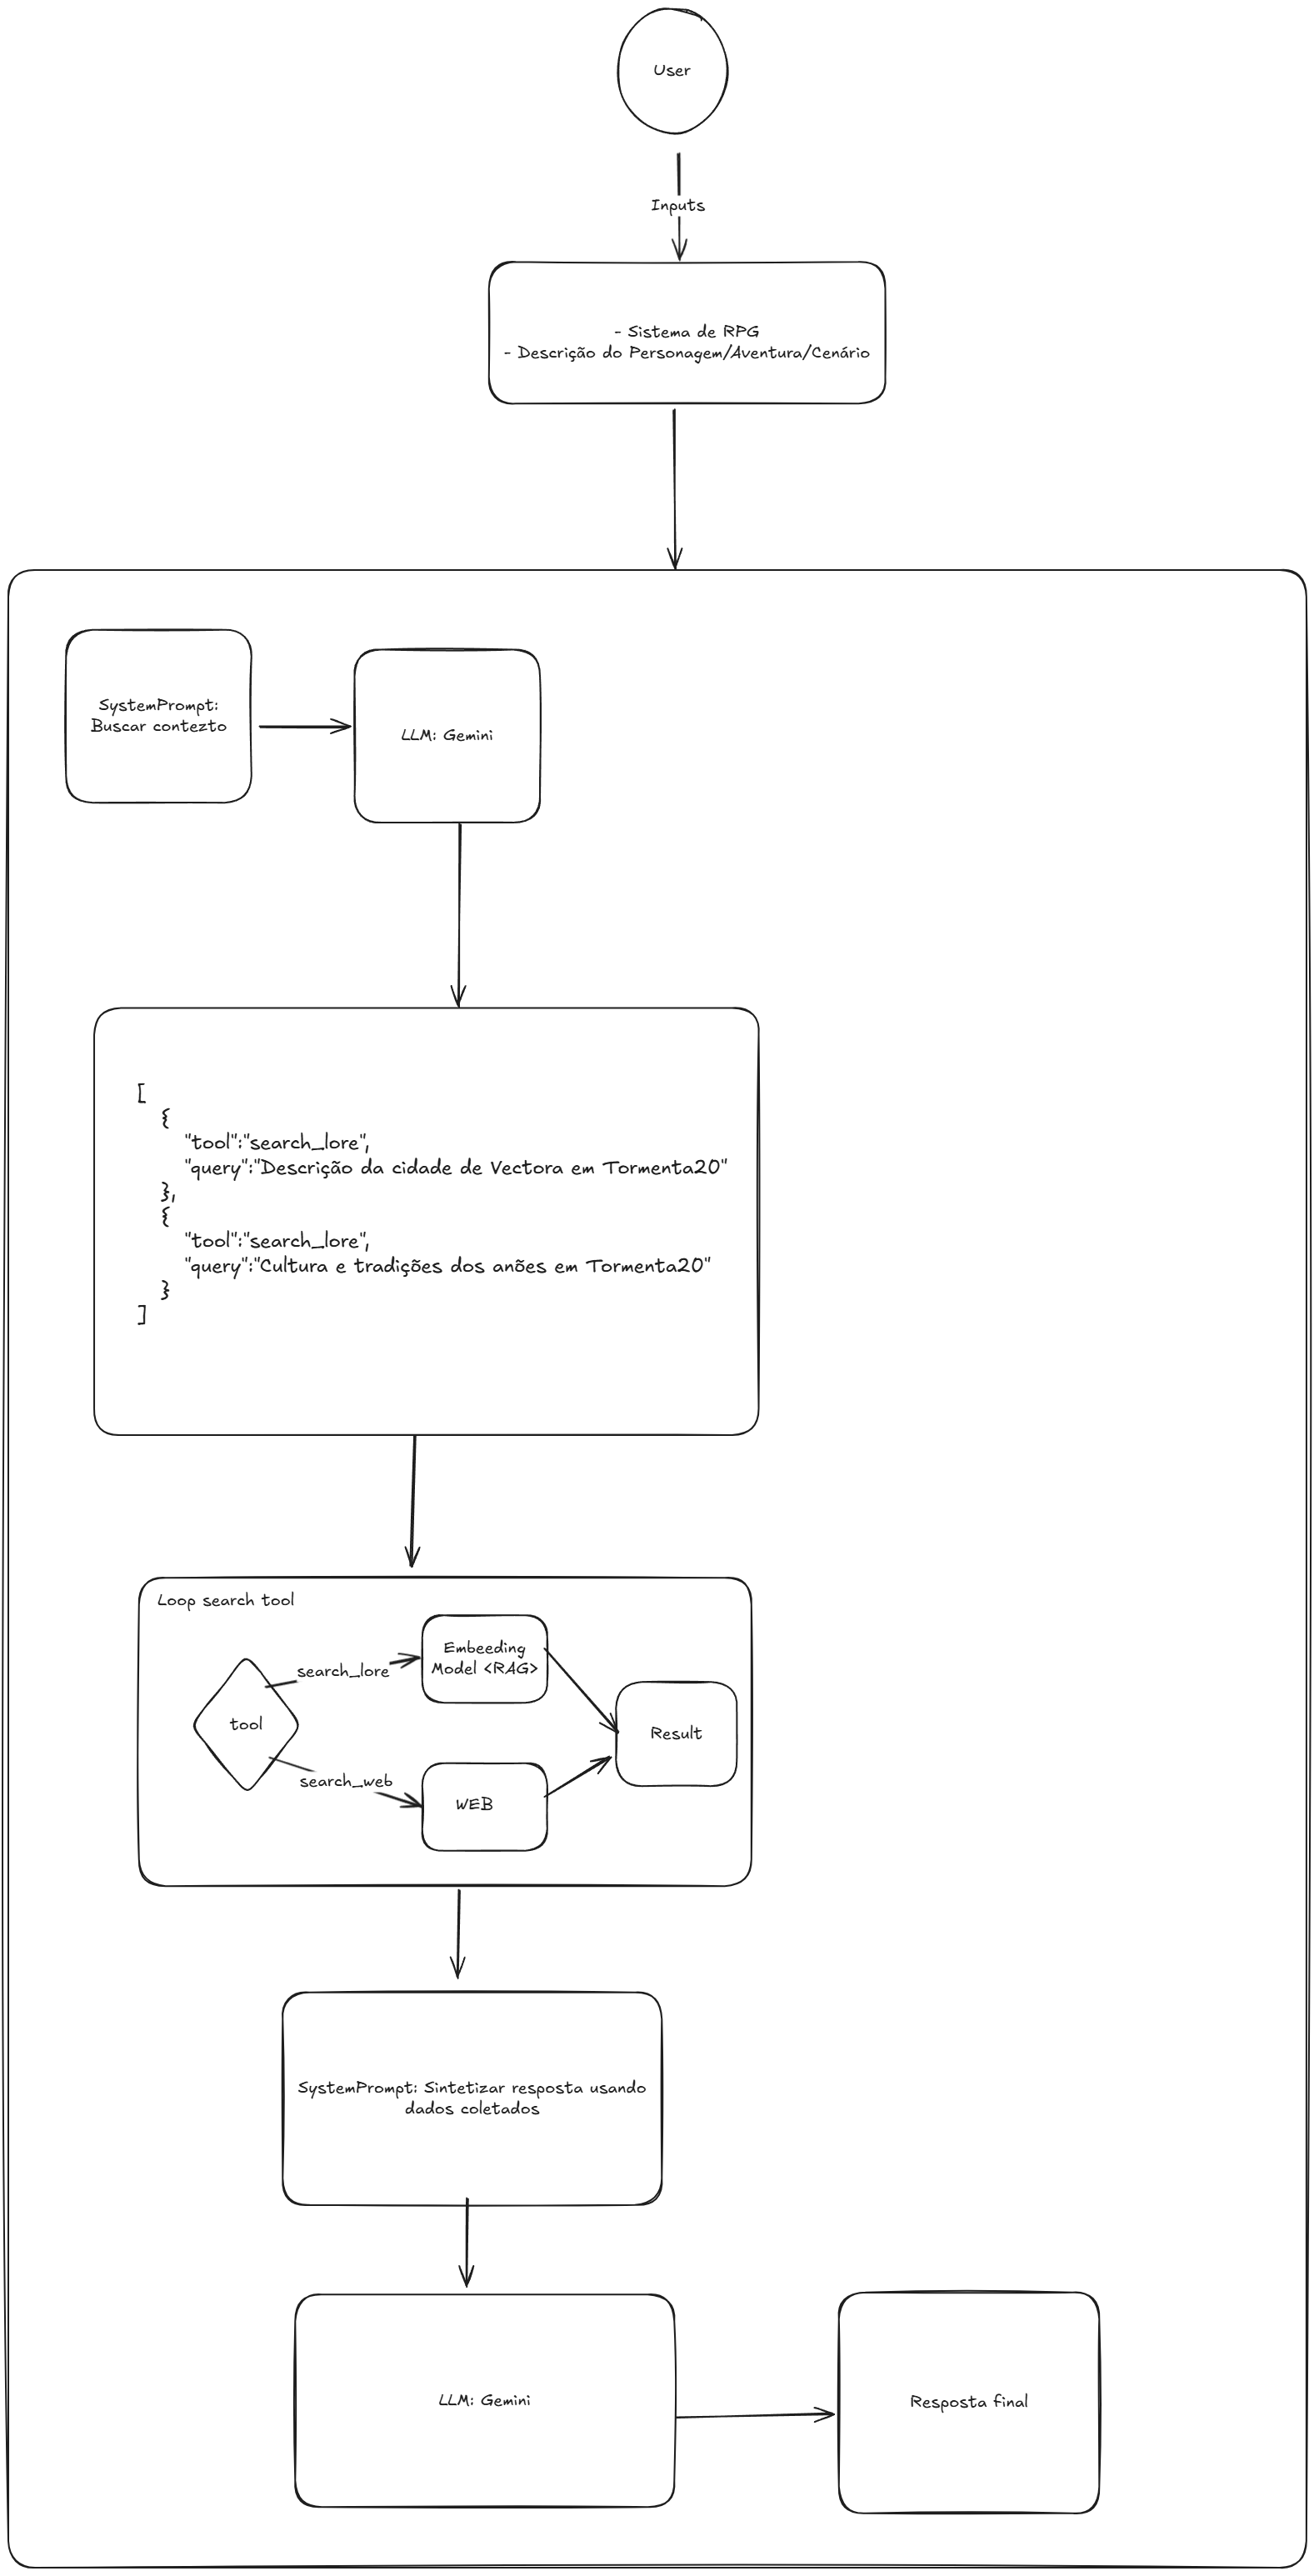 User
Inputs
- Sistema de RPG
- Descrição do Personagem/Aventura/Cenário
SystemPrompt:
Buscar contezto
LLM: Gemini
[
{
"tool":"search_lore",
"query":"Descrição da cidade de Vectora em Tormenta20"
},
{
"tool":"search_lore",
"query":"Cultura e tradições dos anões em Tormenta20"
}
]
Loop search tool
tool
search_lore
Embeeding
Model <RAG>
search_web
WEB
Result
SystemPrompt: Sintetizar resposta usando
dados coletados
LLM: Gemini
Resposta final